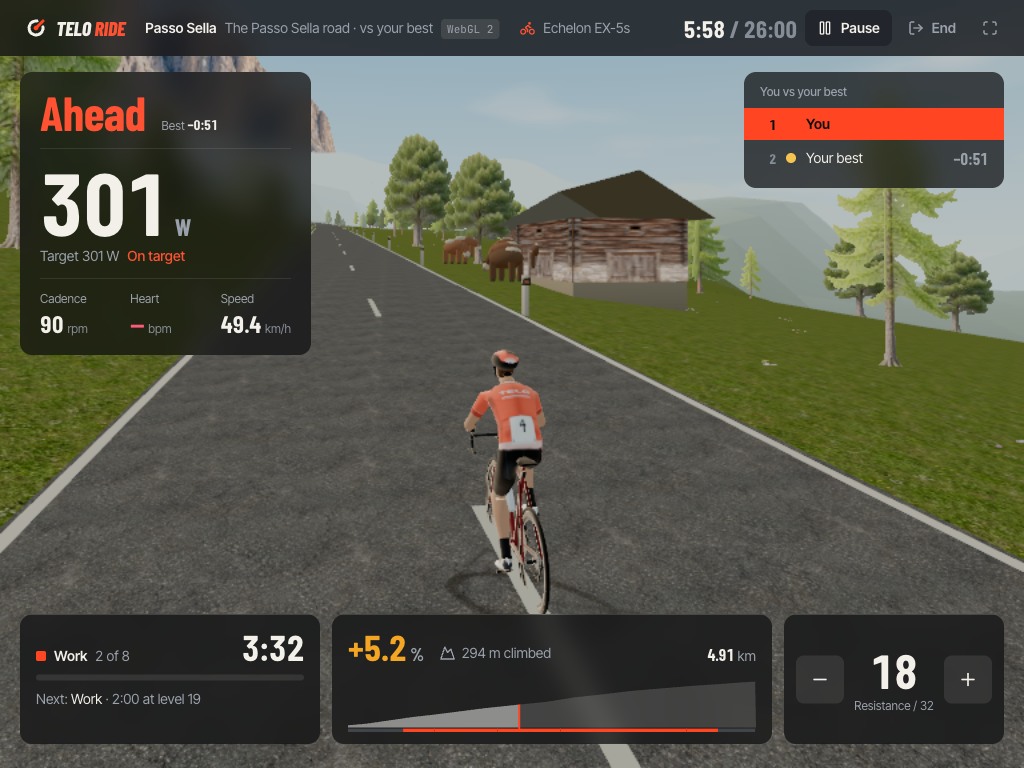 TELO RIDE Passo Sella The Passo Sella road · vs your best WebGL 2 Echelon EX-5s 5:58 / 26:00 Pause End
Ahead Best −0:51
301 W
Target 301 W On target
Cadence Heart Speed
90 rpm – bpm 49.4 km/h
You vs your best
1 You
2 Your best −0:51
TELO
4
Work 2 of 8 3:32
Next: Work · 2:00 at level 19
+5.2 % 294 m climbed 4.91 km
− 18 +
Resistance / 32